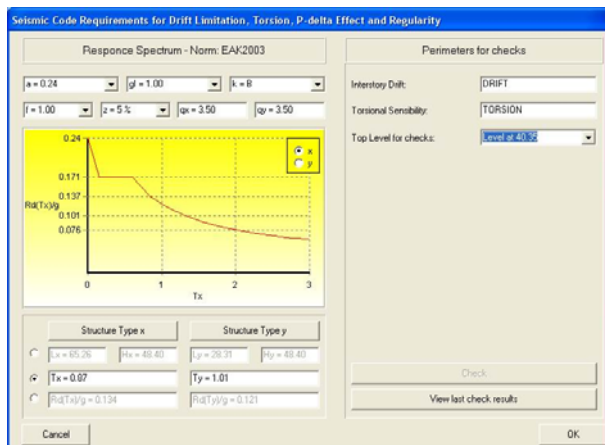 Seismic Code Requirements for Drift Limitation, Torsion, P-delta Effect and Regularity
Responce Spectrum - Norm: EAK2003
a = 0.24
gI = 1.00
k = B
f = 1.00
z = 5 %
qx = 3.50
qy = 3.50
0.24
0.171
0.137
0.101
0.076
Rd(Tx)/g
x
y
0
1
2
3
Tx
Structure Type x
Structure Type y
Lx = 65.26
Hx = 48.40
Ly = 28.31
Hy = 48.40
Tx = 0.87
Ty = 1.01
Rd(Tx)/g = 0.134
Rd(Ty)/g = 0.121
Cancel
Perimeters for checks
Interstory Drift:
DRIFT
Torsional Sensibility:
TORSION
Top Level for checks:
Level at 40.35
Check
View last check results
OK